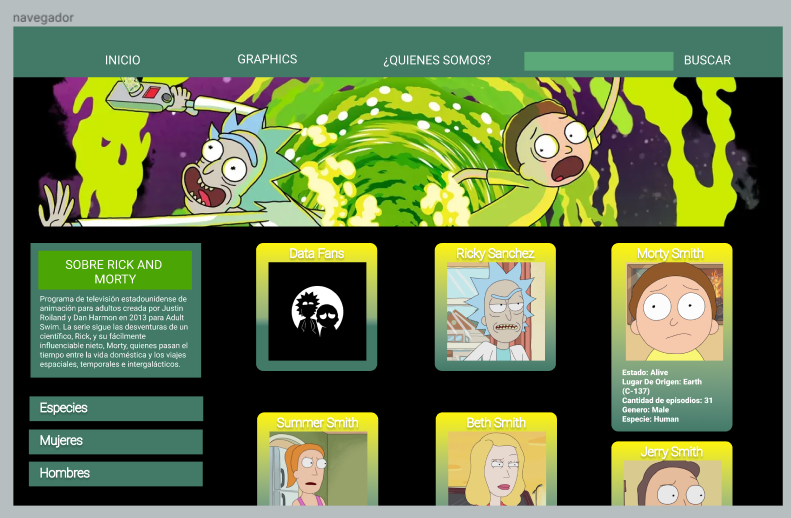 navegador
INICIO
GRAPHICS
¿QUIENES SOMOS?
BUSCAR
SOBRE RICK AND
MORTY
Programa de televisión estadounidense de
animación para adultos creada por Justin
Roiland y Dan Harmon en 2013 para Adult
Swim. La serie sigue las desventuras de un
científico, Rick, y su fácilmente
influenciable nieto, Morty, quienes pasan el
tiempo entre la vida doméstica y los viajes
espaciales, temporales e intergalácticos.
Especies
Mujeres
Hombres
Data Fans
Ricky Sanchez
Morty Smith
Estado: Alive
Lugar De Origen: Earth
(C-137)
Cantidad de episodios: 31
Genero: Male
Especie: Human
Summer Smith
Beth Smith
Jerry Smith